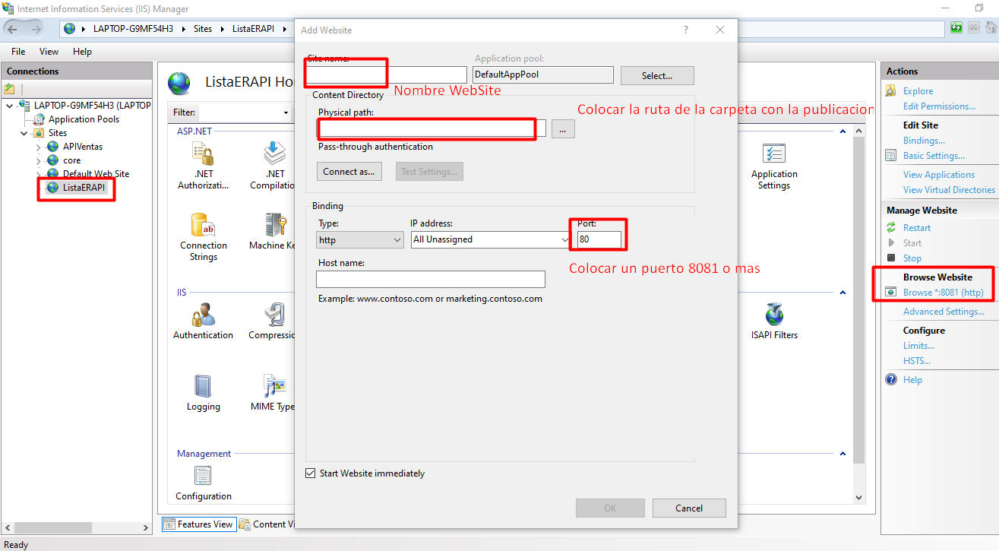 Internet Information Services (IIS) Manager
LAPTOP-G9MF54H3 Sites ListaERAPI
File View Help
Connections
LAPTOP-G9MF54H3 (LAPTOP
Application Pools
Sites
APIVentas
core
Default Web Site
ListaERAPI
ListaERAPI Ho
Filter:
ASP.NET
.NET
Authorizati...
.NET
Compilatio
Application
Settings
Connection
Strings
Machine Ke
IIS
Authentication
Compressio
ISAPI Filters
Logging
MIME Type
Management
Configuration
Features View
Content Vi
Add Website
?
Site name:
Application pool:
DefaultAppPool
Select...
Nombre WebSite
Content Directory
Physical path:
Colocar la ruta de la carpeta con la publicacion
...
Pass-through authentication
Connect as...
Test Settings...
Binding
Type:
IP address:
Port:
http
All Unassigned
80
Host name:
Colocar un puerto 8081 o mas
Example: www.contoso.com or marketing.contoso.com
Start Website immediately
OK
Cancel
Actions
Explore
Edit Permissions...
Edit Site
Bindings...
Basic Settings...
View Applications
View Virtual Directories
Manage Website
Restart
Start
Stop
Browse Website
Browse *:8081 (http)
Advanced Settings...
Configure
Limits...
HSTS...
Help
Ready